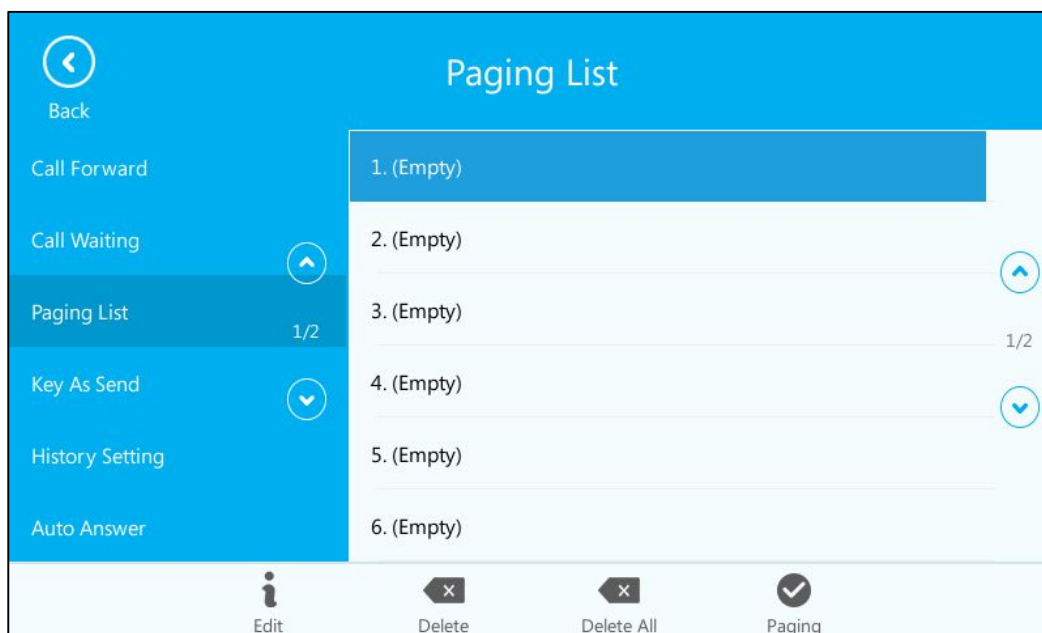 Paging List
Back
Call Forward
Call Waiting
Paging List
1/2
Key As Send
History Setting
Auto Answer
1. (Empty)
2. (Empty)
3. (Empty)
4. (Empty)
5. (Empty)
6. (Empty)
1/2
Edit
Delete
Delete All
Paging